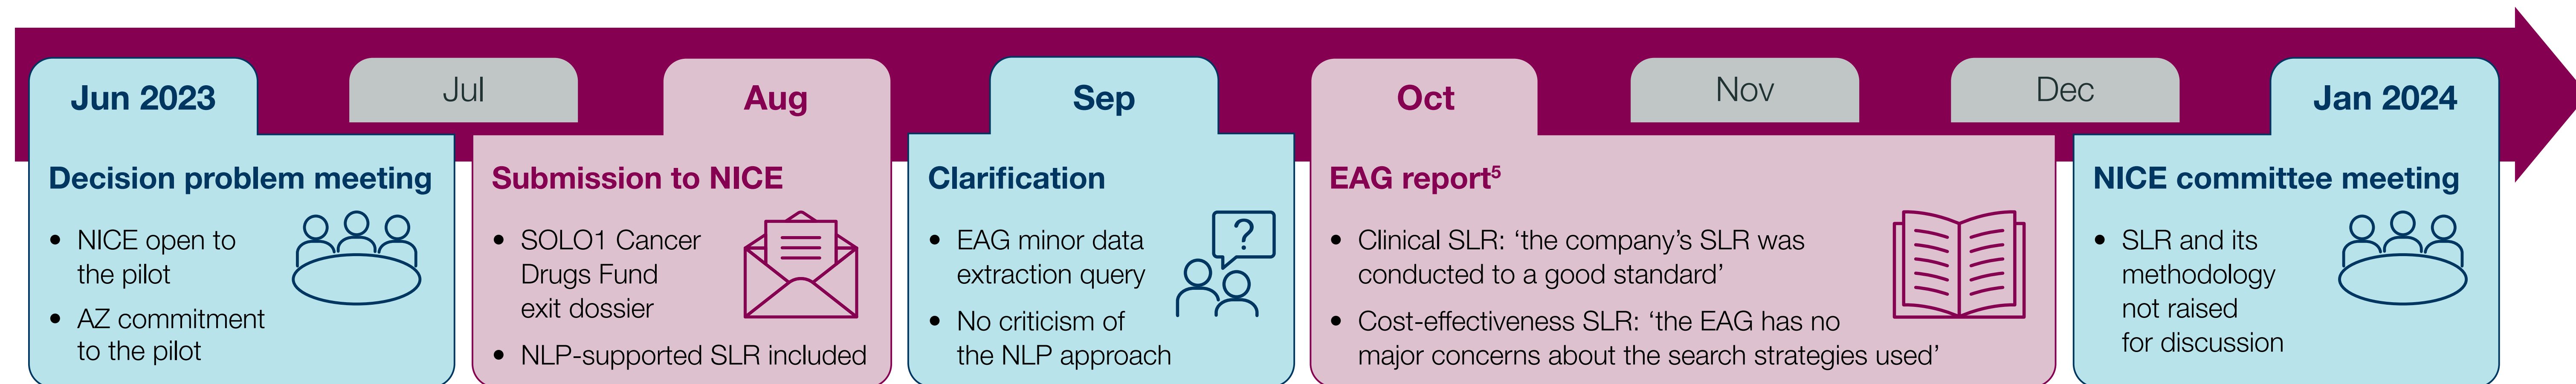 Jun 2023
Jul
Aug
Sep
Oct
Nov
Dec
Jan 2024
Decision problem meeting
• NICE open to
the pilot
• AZ commitment
to the pilot
Submission to NICE
• SOLO1 Cancer
Drugs Fund
exit dossier
• NLP-supported SLR included
Clarification
• EAG minor data
extraction query
• No criticism of
the NLP approach
?
EAG report⁵
• Clinical SLR: ‘the company’s SLR was
conducted to a good standard’
• Cost-effectiveness SLR: ‘the EAG has no
major concerns about the search strategies used’
NICE committee meeting
• SLR and its
methodology
not raised
for discussion